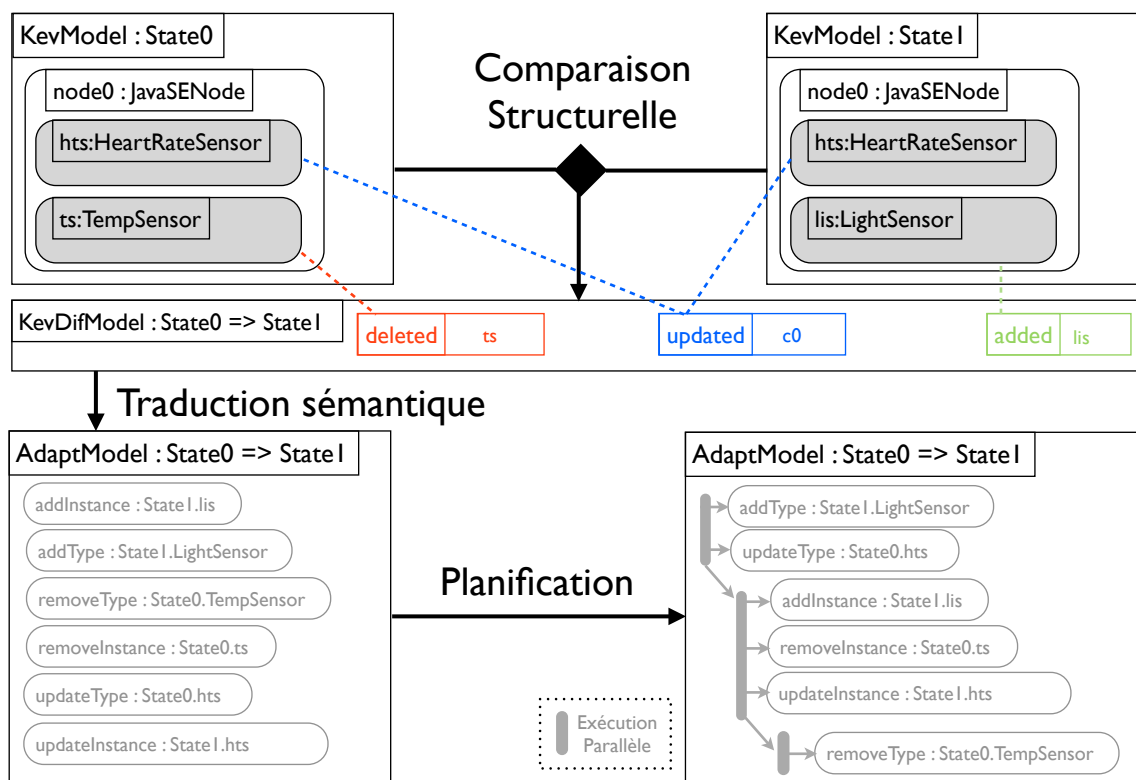 KevModel : State0
node0 : JavaSENode
hts:HeartRateSensor
ts:TempSensor
Comparaison
Structurelle
KevModel : State1
node0 : JavaSENode
hts:HeartRateSensor
lis:LightSensor
KevDifModel : State0 => State1
deleted ts
updated c0
added lis
Traduction sémantique
AdaptModel : State0 => State1
addInstance : State1.lis
addType : State1.LightSensor
removeType : State0.TempSensor
removeInstance : State0.ts
updateType : State0.hts
updateInstance : State1.hts
Planification
Exécution
Parallèle
AdaptModel : State0 => State1
addType : State1.LightSensor
updateType : State0.hts
addInstance : State1.lis
removeInstance : State0.ts
updateInstance : State1.hts
removeType : State0.TempSensor